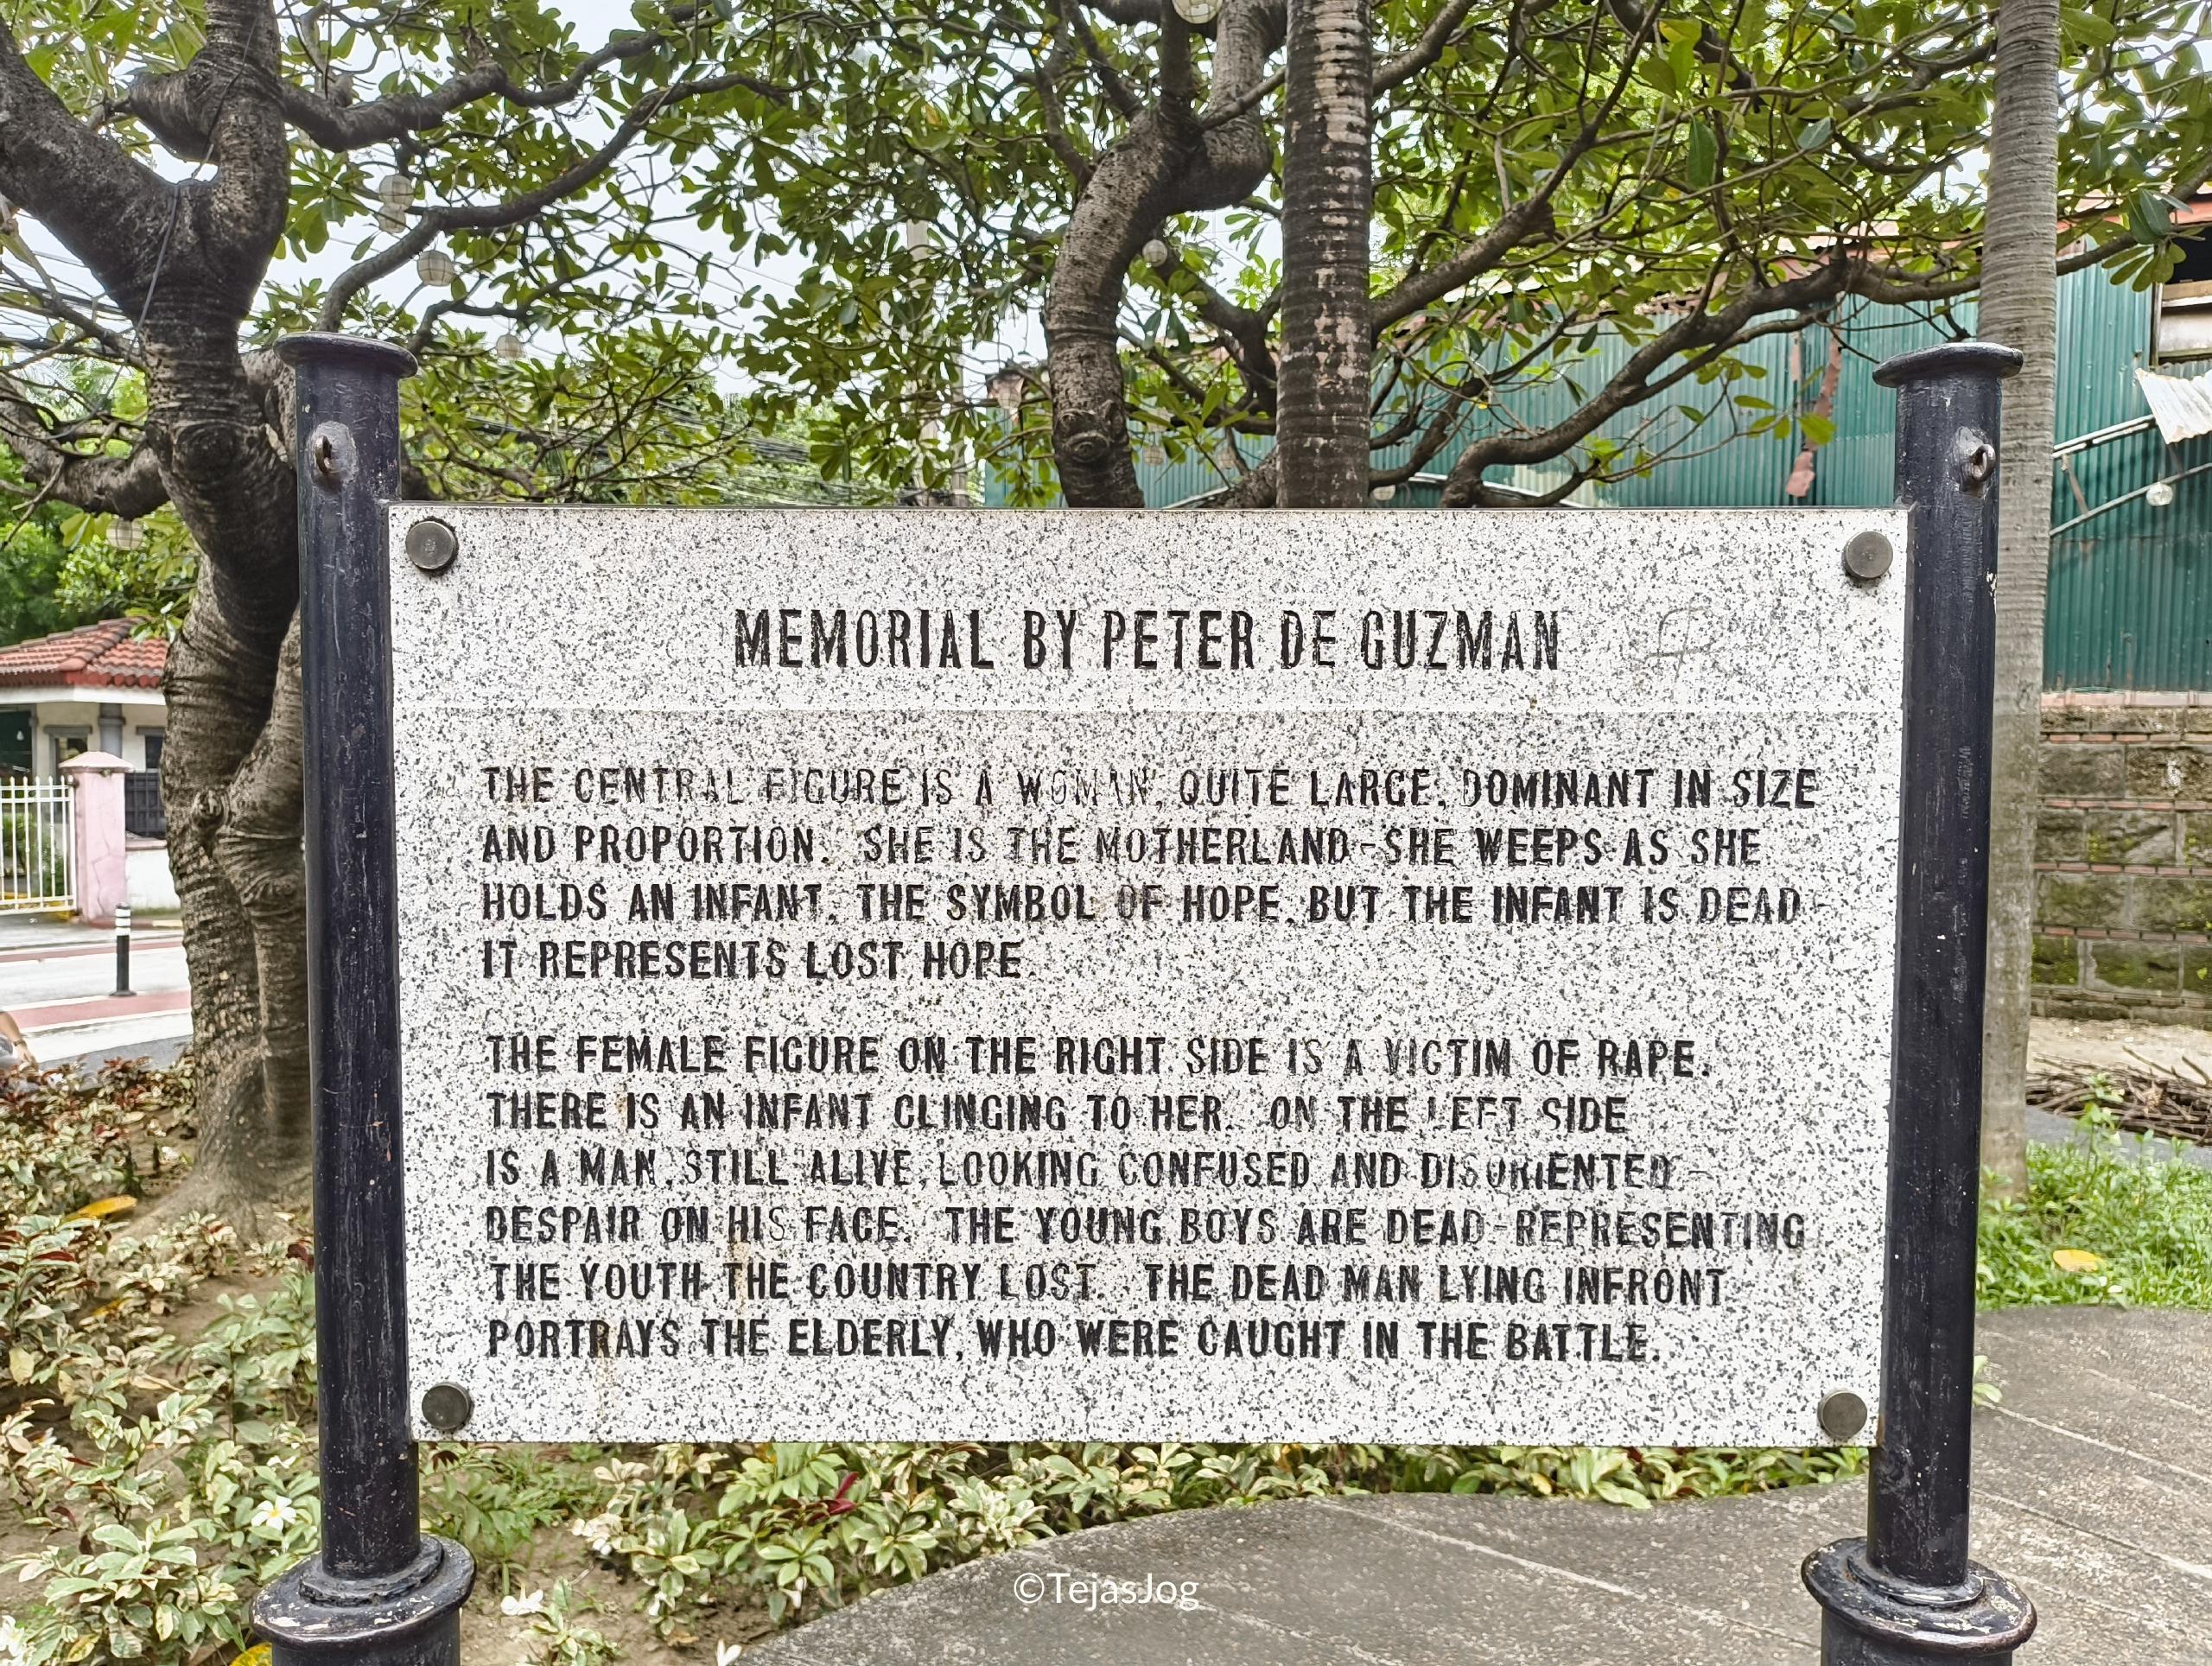 MEMORIAL BY PETER DE GUZMAN
THE CENTRAL FIGURE IS A WOMAN, QUITE LARGE, DOMINANT IN SIZE
AND PROPORTION. SHE IS THE MOTHERLAND-SHE WEEPS AS SHE
HOLDS AN INFANT, THE SYMBOL OF HOPE, BUT THE INFANT IS DEAD-
IT REPRESENTS LOST HOPE.
THE FEMALE FIGURE ON THE RIGHT SIDE IS A VICTIM OF RAPE.
THERE IS AN INFANT CLINGING TO HER. ON THE LEFT SIDE
IS A MAN, STILL ALIVE, LOOKING CONFUSED AND DISORIENTED-
DESPAIR ON HIS FACE. THE YOUNG BOYS ARE DEAD-REPRESENTING
THE YOUTH THE COUNTRY LOST. THE DEAD MAN LYING INFRONT
PORTRAYS THE ELDERLY, WHO WERE CAUGHT IN THE BATTLE.
©TejasJog